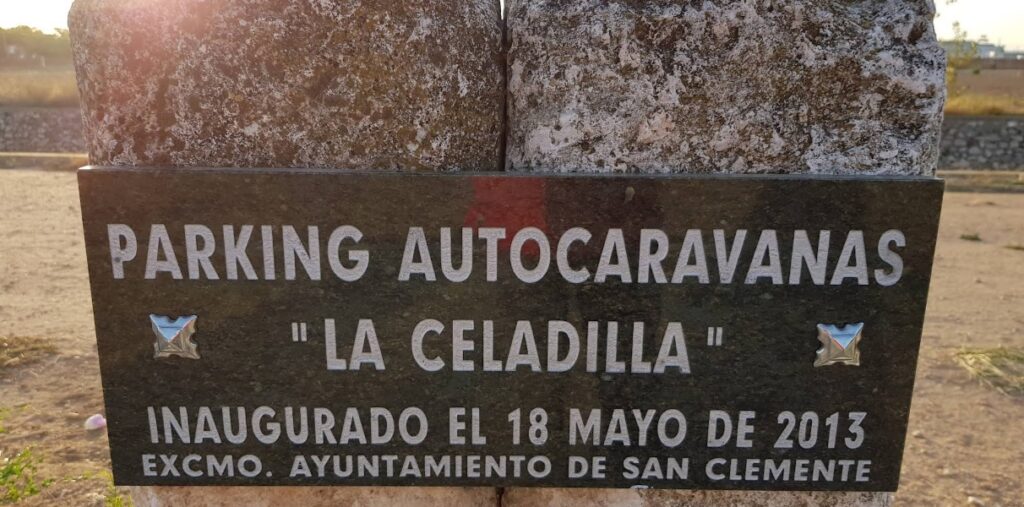 PARKING AUTOCARAVANAS
" LA CELADILLA "
INAUGURADO EL 18 MAYO DE 2013
EXCMO. AYUNTAMIENTO DE SAN CLEMENTE